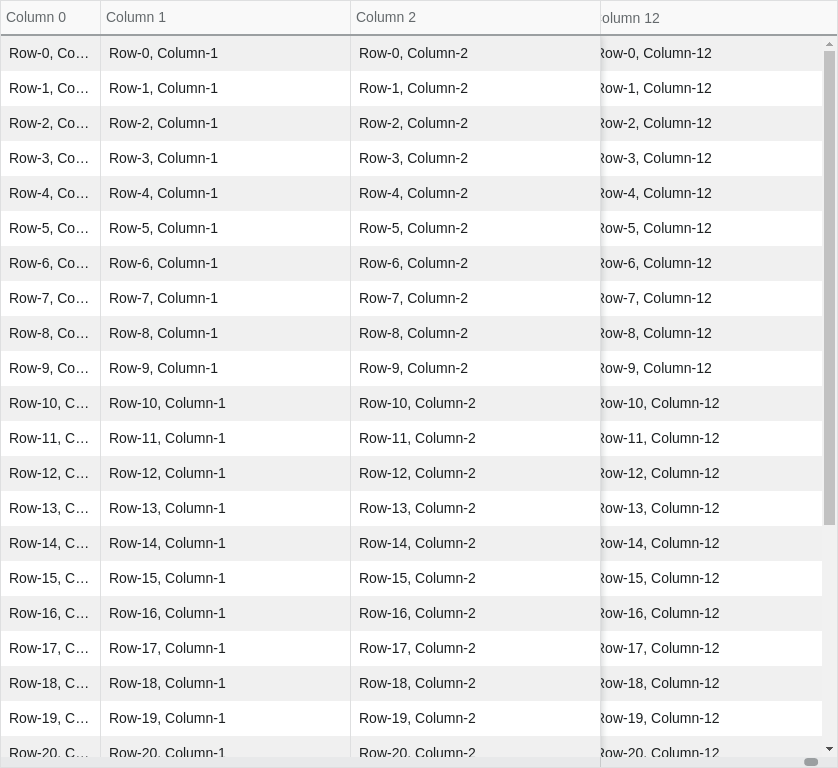 Column 0 Column 1 Column 2 olumn 12
Row-0, Co… Row-0, Column-1 Row-0, Column-2 Row-0, Column-12
Row-1, Co… Row-1, Column-1 Row-1, Column-2 Row-1, Column-12
Row-2, Co… Row-2, Column-1 Row-2, Column-2 Row-2, Column-12
Row-3, Co… Row-3, Column-1 Row-3, Column-2 Row-3, Column-12
Row-4, Co… Row-4, Column-1 Row-4, Column-2 Row-4, Column-12
Row-5, Co… Row-5, Column-1 Row-5, Column-2 Row-5, Column-12
Row-6, Co… Row-6, Column-1 Row-6, Column-2 Row-6, Column-12
Row-7, Co… Row-7, Column-1 Row-7, Column-2 Row-7, Column-12
Row-8, Co… Row-8, Column-1 Row-8, Column-2 Row-8, Column-12
Row-9, Co… Row-9, Column-1 Row-9, Column-2 Row-9, Column-12
Row-10, C… Row-10, Column-1 Row-10, Column-2 Row-10, Column-12
Row-11, C… Row-11, Column-1 Row-11, Column-2 Row-11, Column-12
Row-12, C… Row-12, Column-1 Row-12, Column-2 Row-12, Column-12
Row-13, C… Row-13, Column-1 Row-13, Column-2 Row-13, Column-12
Row-14, C… Row-14, Column-1 Row-14, Column-2 Row-14, Column-12
Row-15, C… Row-15, Column-1 Row-15, Column-2 Row-15, Column-12
Row-16, C… Row-16, Column-1 Row-16, Column-2 Row-16, Column-12
Row-17, C… Row-17, Column-1 Row-17, Column-2 Row-17, Column-12
Row-18, C… Row-18, Column-1 Row-18, Column-2 Row-18, Column-12
Row-19, C… Row-19, Column-1 Row-19, Column-2 Row-19, Column-12
Row-20, C… Row-20, Column-1 Row-20, Column-2 Row-20, Column-12